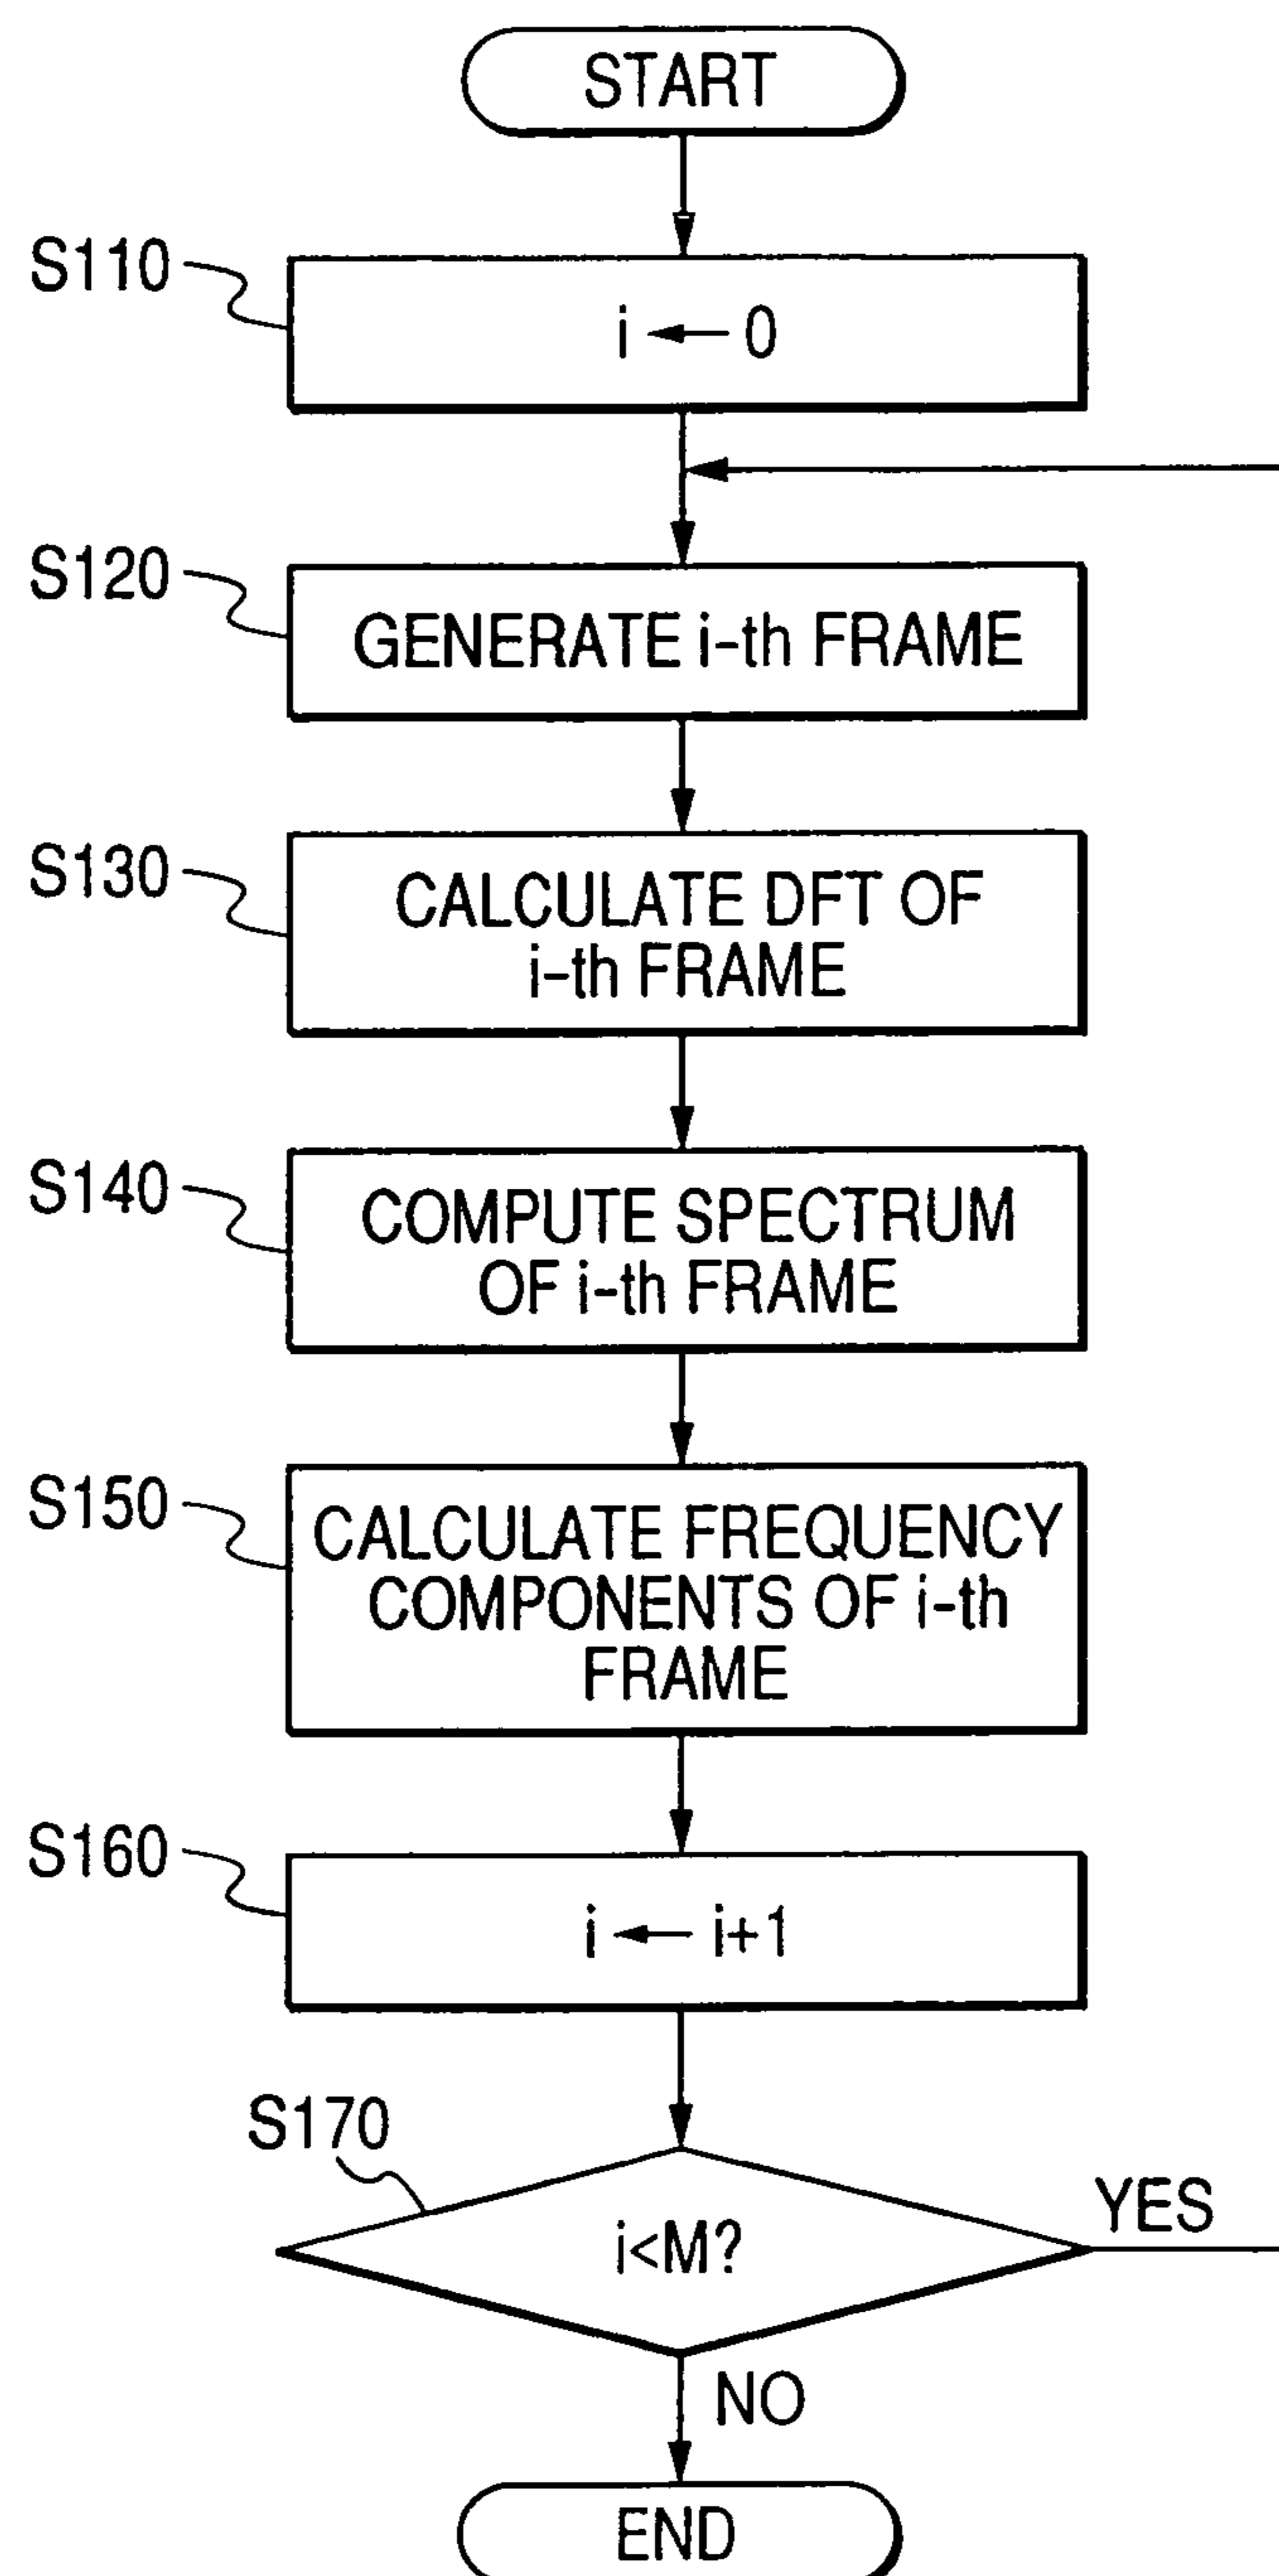 START
S110
i ← 0
S120
GENERATE i-th FRAME
S130
CALCULATE DFT OF
i-th FRAME
S140
COMPUTE SPECTRUM
OF i-th FRAME
S150
CALCULATE FREQUENCY
COMPONENTS OF i-th
FRAME
S160
i ← i+1
S170
i<M?
YES
NO
END